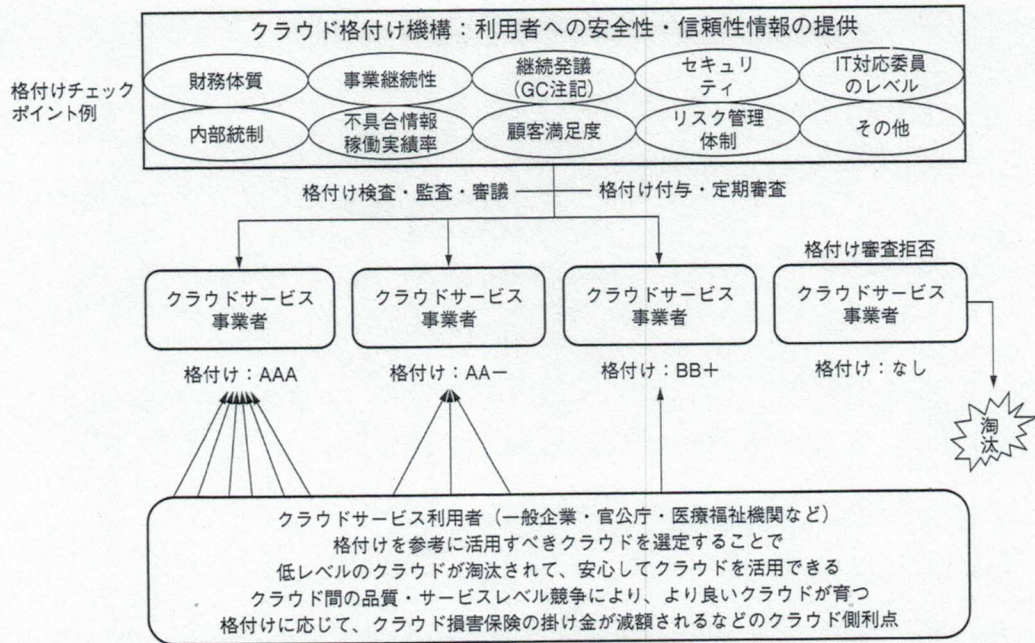 クラウド格付け機構：利用者への安全性・信頼性情報の提供
格付けチェック
ポイント例
財務体質
事業継続性
継続発議
(GC注記)
セキュリ
ティ
IT対応委員
のレベル
内部統制
不具合情報
稼働実績率
顧客満足度
リスク管理
体制
その他
格付け検査・監査・審議
格付け付与・定期審査
格付け審査拒否
クラウドサービス
事業者
クラウドサービス
事業者
クラウドサービス
事業者
クラウドサービス
事業者
格付け：AAA
格付け：AA－
格付け：BB＋
格付け：なし
淘汰
クラウドサービス利用者（一般企業・官公庁・医療福祉機関など）
格付けを参考に活用すべきクラウドを選定することで
低レベルのクラウドが淘汰されて、安心してクラウドを活用できる
クラウド間の品質・サービスレベル競争により、より良いクラウドが育つ
格付けに応じて、クラウド損害保険の掛け金が減額されるなどのクラウド側利点